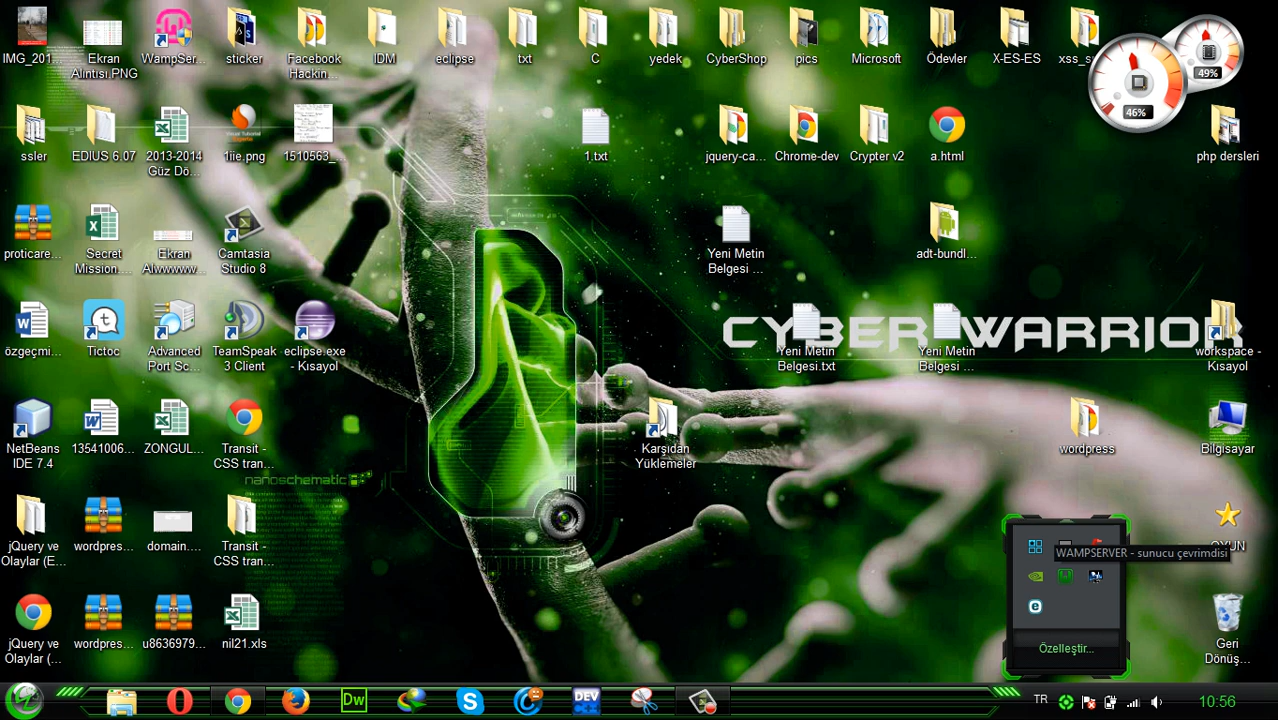 IMG_201...
Ekran
Alıntısı.PNG
WampSer...
sticker
Facebook
Hackin...
IDM
eclipse
txt
C
yedek
CyberShop
pics
Microsoft
Ödevler
X-ES-ES
xss_s
49%
46%
ssler
EDIUS 6.07
2013-2014
Güz Dö...
1iie.png
1510563_...
1.txt
jquery-ca...
Chrome-dev
Crypter v2
a.html
php dersleri
proticare...
Secret
Mission....
Ekran
Alwwwww...
Camtasia
Studio 8
Yeni Metin
Belgesi ...
adt-bundl...
CYBER WARRIOR
özgeçmi...
Tictoc
Advanced
Port Sc...
TeamSpeak
3 Client
eclipse.exe
- Kısayol
Yeni Metin
Belgesi.txt
Yeni Metin
Belgesi ...
workspace -
Kısayol
NetBeans
IDE 7.4
13541006...
ZONGUL...
Transit -
CSS tran...
Karşıdan
Yüklemeler
wordpress
Bilgisayar
nanoschematic
jQuery ve
Olaylar (E...
wordpres...
domain....
Transit -
CSS tran...
WAMPSERVER - sunucu çevrimdisi
OYUN
jQuery ve
Olaylar (...
wordpres...
u8636979...
nil21.xls
Özelleştir...
Geri
Dönüş...
Dw
DEV
C++
TR
10:56